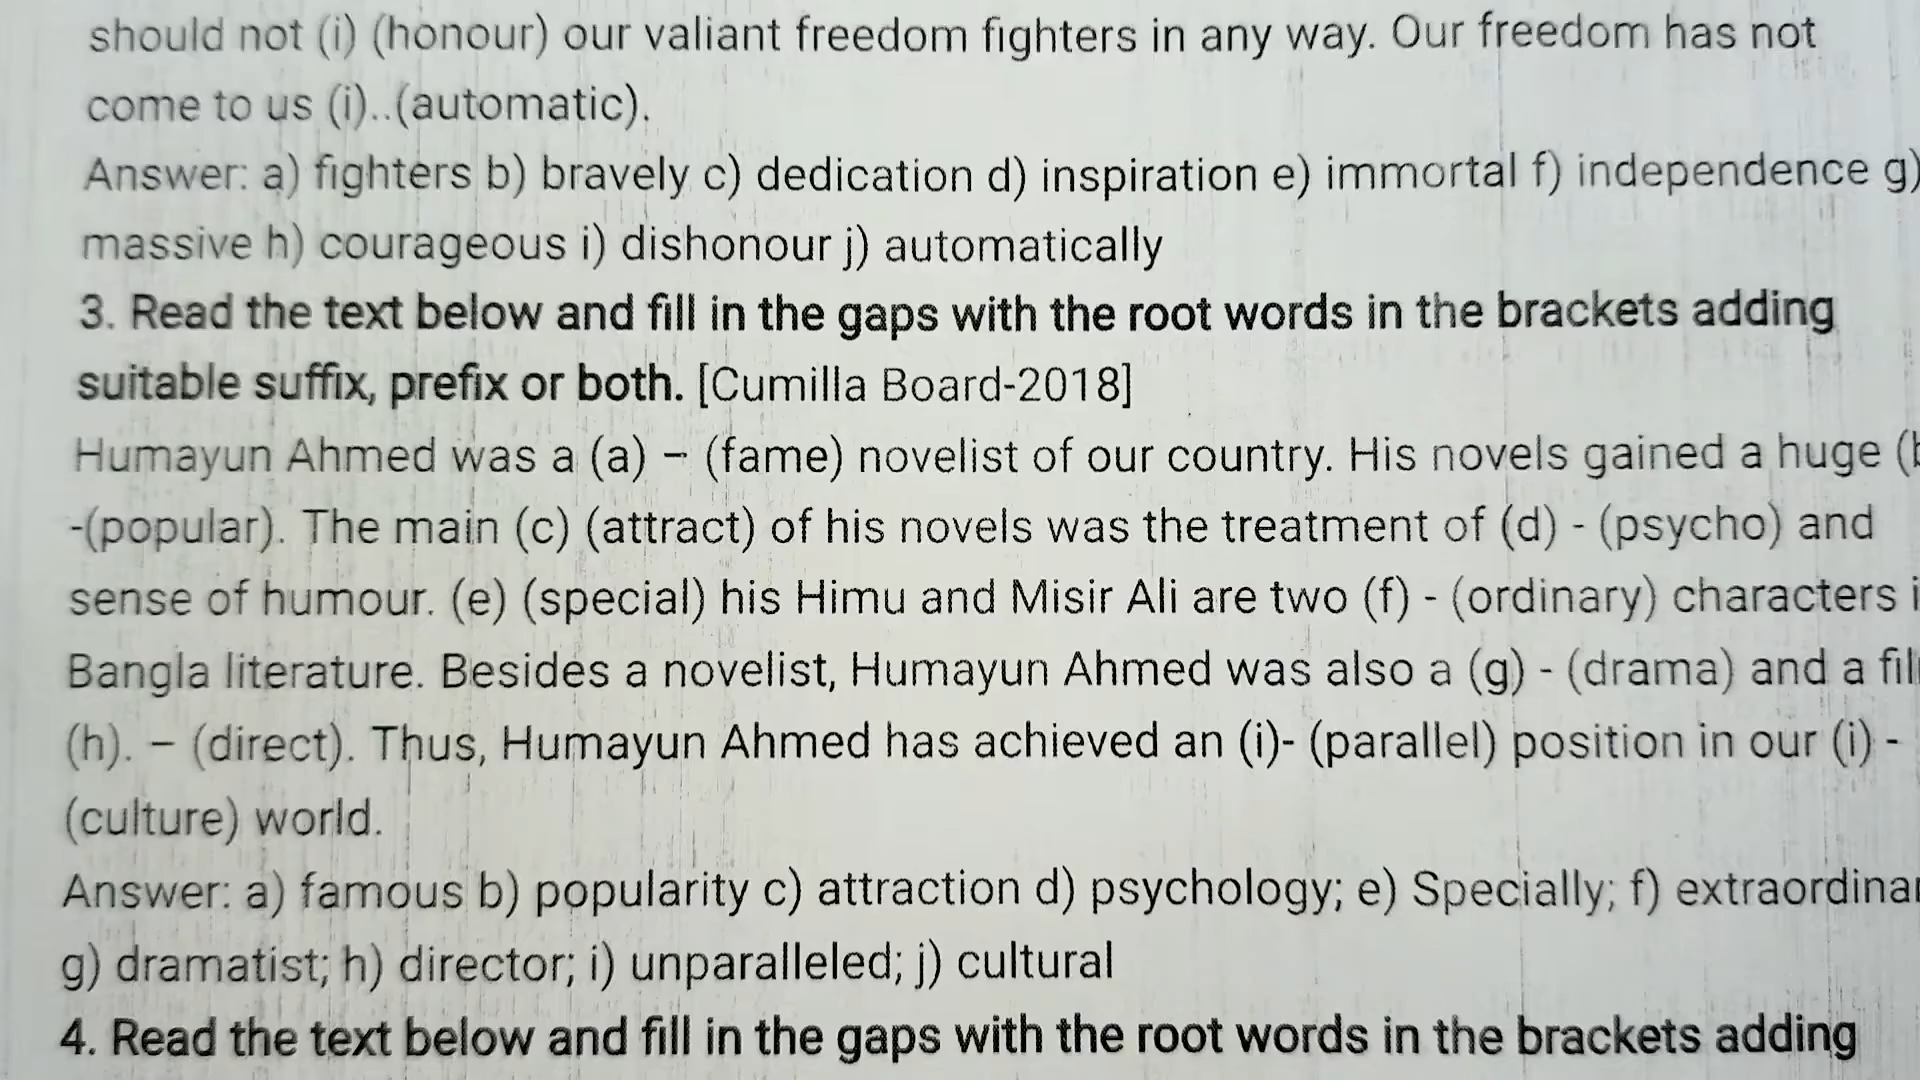 should not (i) (honour) our valiant freedom fighters in any way. Our freedom has not
come to us (i)..(automatic).
Answer: a) fighters b) bravely c) dedication d) inspiration e) immortal f) independence g)
massive h) courageous i) dishonour j) automatically
3. Read the text below and fill in the gaps with the root words in the brackets adding
suitable suffix, prefix or both. [Cumilla Board-2018]
Humayun Ahmed was a (a) – (fame) novelist of our country. His novels gained a huge
-(popular). The main (c) (attract) of his novels was the treatment of (d) - (psycho) and
sense of humour. (e) (special) his Himu and Misir Ali are two (f) - (ordinary) characters
Bangla literature. Besides a novelist, Humayun Ahmed was also a (g) - (drama) and a
(h). – (direct). Thus, Humayun Ahmed has achieved an (i)- (parallel) position in our (i) -
(culture) world.
Answer: a) famous b) popularity c) attraction d) psychology; e) Specially; f)
g) dramatist; h) director; i) unparalleled; j) cultural
4. Read the text below and fill in the gaps with the root words in the brackets adding